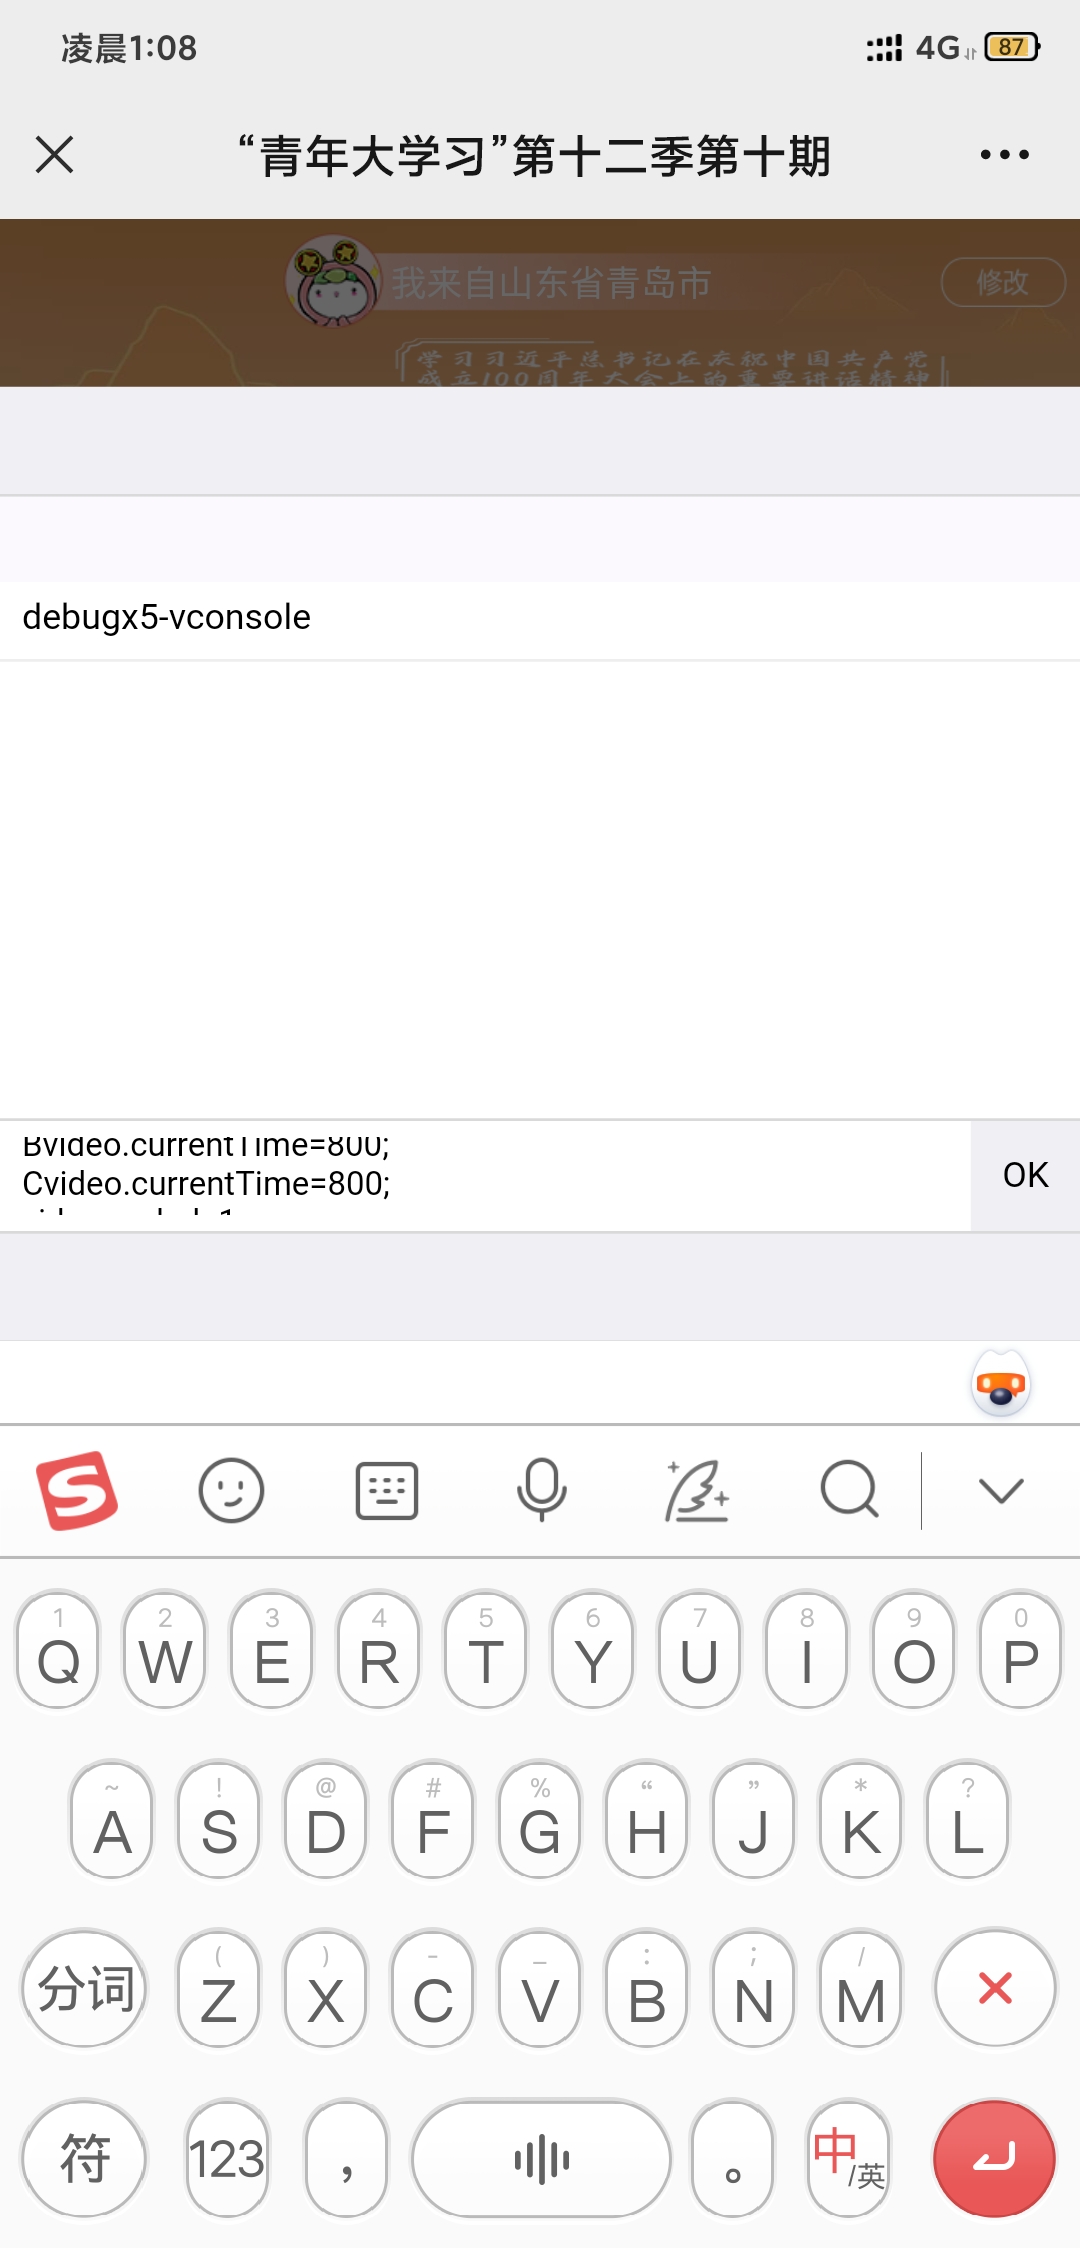 凌晨1:08
4G
87
“青年大学习”第十二季第十期
我来自山东省青岛市
修改
学习习近平总书记在庆祝中国共产党
成立100周年大会上的重要讲话精神
debugx5-vconsole
Bvideo.currentTime=800;
Cvideo.currentTime=800;
OK
1 2 3 4 5 6 7 8 9 0
Q W E R T Y U I O P
~ ! @ # % “ ” * ?
A S D F G H J K L
( ) - _ : ; /
分词 Z X C V B N M
符 123 , 。 中/英